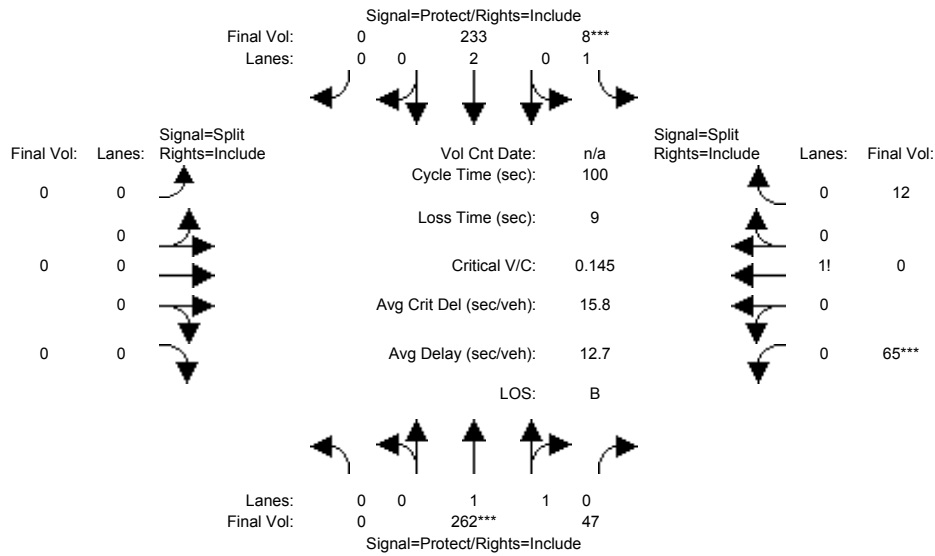 Signal=Protect/Rights=Include
Final Vol: 0 233 8***
Lanes: 0 0 2 0 1
Signal=Split
Final Vol: Lanes: Rights=Include
Vol Cnt Date: n/a
Signal=Split
Rights=Include Lanes: Final Vol:
Cycle Time (sec): 100
0 0
0 12
Loss Time (sec): 9
0
0
0 0
Critical V/C: 0.145
1! 0
0
Avg Crit Del (sec/veh): 15.8
0
0 0
Avg Delay (sec/veh): 12.7
0 65***
LOS: B
Lanes: 0 0 1 1 0
Final Vol: 0 262*** 47
Signal=Protect/Rights=Include